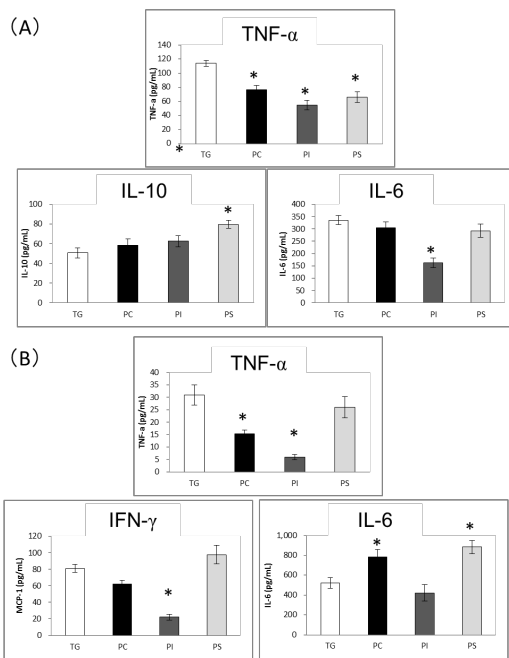 (A)
TNF-α
TNF-a (pg/mL)
140
120
100
80
60
40
20
0
*
*
*
*
TG PC PI PS
IL-10
IL-10 (pg/mL)
100
80
60
40
20
0
*
TG PC PI PS
IL-6
IL-6 (pg/mL)
400
350
300
250
200
150
100
50
0
*
TG PC PI PS
(B)
TNF-α
TNF-a (pg/mL)
40
35
30
25
20
15
10
5
0
*
*
TG PC PI PS
IFN-γ
MCP-1 (pg/mL)
120
100
80
60
40
20
0
*
TG PC PI PS
IL-6
IL-6 (pg/mL)
1,000
800
600
400
200
0
*
*
TG PC PI PS